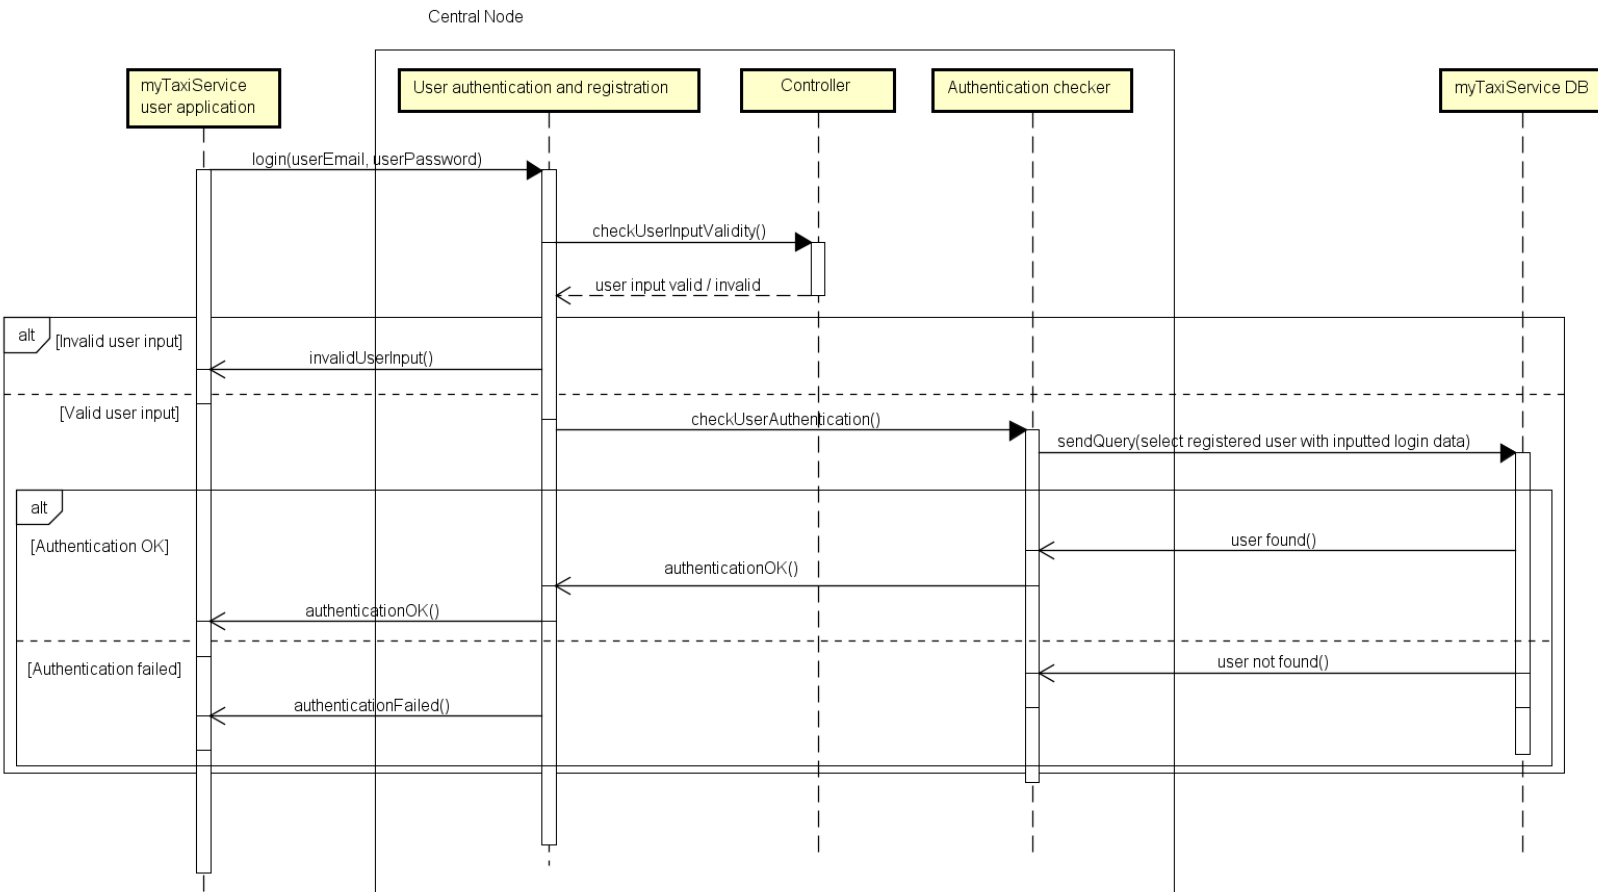 Central Node
myTaxiService
user application
User authentication and registration
Controller
Authentication checker
myTaxiService DB
login(userEmail, userPassword)
checkUserInputValidity()
user input valid / invalid
alt
[Invalid user input]
invalidUserInput()
[Valid user input]
checkUserAuthentication()
sendQuery(select registered user with inputted login data)
alt
[Authentication OK]
user found()
authenticationOK()
authenticationOK()
[Authentication failed]
user not found()
authenticationFailed()